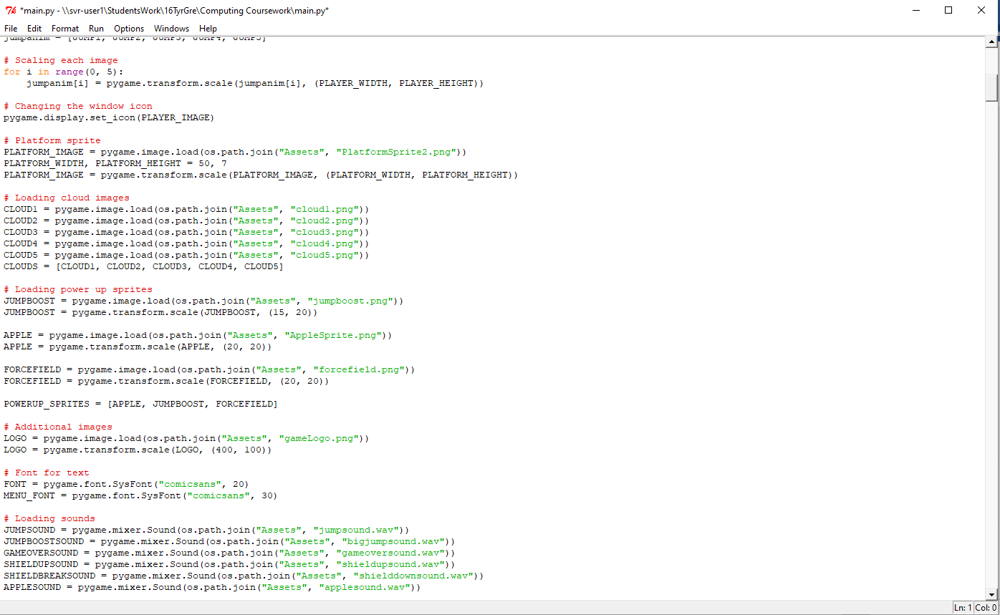 *main.py - \\svr-user1\StudentsWork\16TyrGre\Computing Coursework\main.py*
File Edit Format Run Options Windows Help
jumpanim = [JUMP1, JUMP2, JUMP3, JUMP4, JUMP5]
# Scaling each image
for i in range(0, 5):
    jumpanim[i] = pygame.transform.scale(jumpanim[i], (PLAYER_WIDTH, PLAYER_HEIGHT))
# Changing the window icon
pygame.display.set_icon(PLAYER_IMAGE)
# Platform sprite
PLATFORM_IMAGE = pygame.image.load(os.path.join("Assets", "PlatformSprite2.png"))
PLATFORM_WIDTH, PLATFORM_HEIGHT = 50, 7
PLATFORM_IMAGE = pygame.transform.scale(PLATFORM_IMAGE, (PLATFORM_WIDTH, PLATFORM_HEIGHT))
# Loading cloud images
CLOUD1 = pygame.image.load(os.path.join("Assets", "cloud1.png"))
CLOUD2 = pygame.image.load(os.path.join("Assets", "cloud2.png"))
CLOUD3 = pygame.image.load(os.path.join("Assets", "cloud3.png"))
CLOUD4 = pygame.image.load(os.path.join("Assets", "cloud4.png"))
CLOUD5 = pygame.image.load(os.path.join("Assets", "cloud5.png"))
CLOUDS = [CLOUD1, CLOUD2, CLOUD3, CLOUD4, CLOUD5]
# Loading power up sprites
JUMPBOOST = pygame.image.load(os.path.join("Assets", "jumpboost.png"))
JUMPBOOST = pygame.transform.scale(JUMPBOOST, (15, 20))
APPLE = pygame.image.load(os.path.join("Assets", "AppleSprite.png"))
APPLE = pygame.transform.scale(APPLE, (20, 20))
FORCEFIELD = pygame.image.load(os.path.join("Assets", "forcefield.png"))
FORCEFIELD = pygame.transform.scale(FORCEFIELD, (20, 20))
POWERUP_SPRITES = [APPLE, JUMPBOOST, FORCEFIELD]
# Additional images
LOGO = pygame.image.load(os.path.join("Assets", "gameLogo.png"))
LOGO = pygame.transform.scale(LOGO, (400, 100))
# Font for text
FONT = pygame.font.SysFont("comicsans", 20)
MENU_FONT = pygame.font.SysFont("comicsans", 30)
# Loading sounds
JUMPSOUND = pygame.mixer.Sound(os.path.join("Assets", "jumpsound.wav"))
JUMPBOOSTSOUND = pygame.mixer.Sound(os.path.join("Assets", "bigjumpsound.wav"))
GAMEOVERSOUND = pygame.mixer.Sound(os.path.join("Assets", "gameoversound.wav"))
SHIELDUPSOUND = pygame.mixer.Sound(os.path.join("Assets", "shieldupsound.wav"))
SHIELDBREAKSOUND = pygame.mixer.Sound(os.path.join("Assets", "shielddownsound.wav"))
APPLESOUND = pygame.mixer.Sound(os.path.join("Assets", "applesound.wav"))
Ln: 1 Col: 0